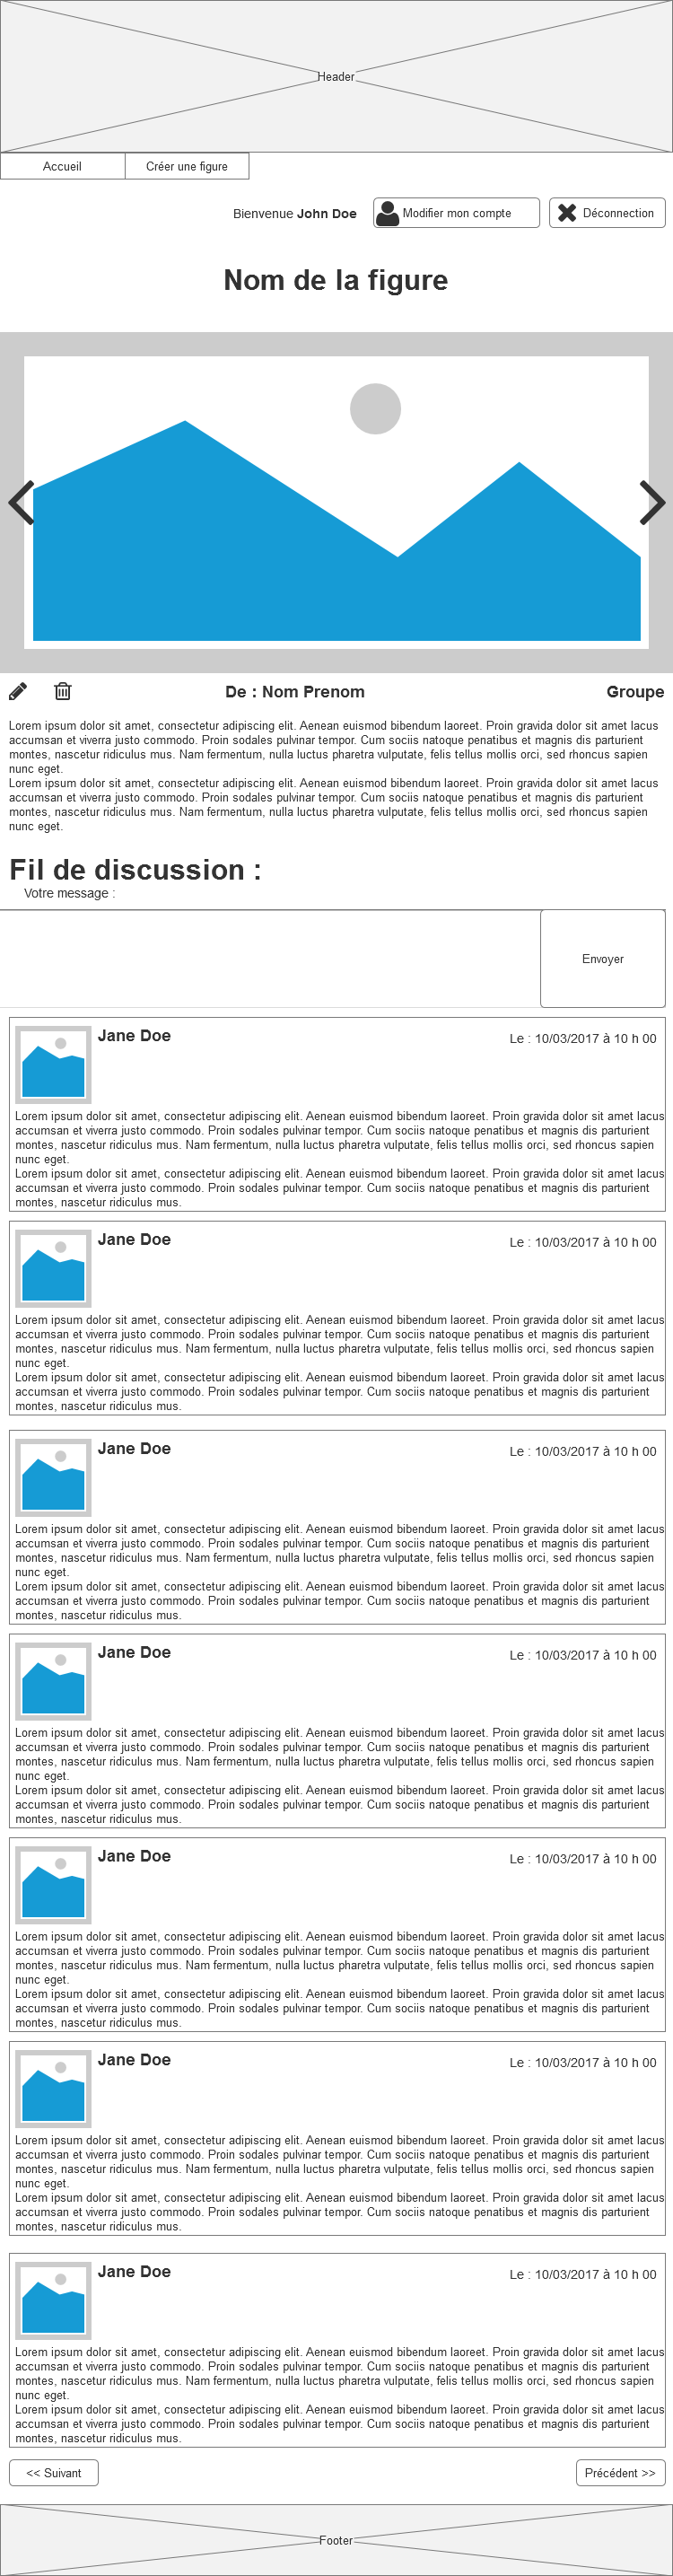 Header
Accueil
Créer une figure
Bienvenue John Doe
Modifier mon compte
Déconnection
Nom de la figure
De : Nom Prenom
Groupe
Lorem ipsum dolor sit amet, consectetur adipiscing elit. Aenean euismod bibendum laoreet. Proin gravida dolor sit amet lacus
accumsan et viverra justo commodo. Proin sodales pulvinar tempor. Cum sociis natoque penatibus et magnis dis parturient
montes, nascetur ridiculus mus. Nam fermentum, nulla luctus pharetra vulputate, felis tellus mollis orci, sed rhoncus sapien
nunc eget.
Lorem ipsum dolor sit amet, consectetur adipiscing elit. Aenean euismod bibendum laoreet. Proin gravida dolor sit amet lacus
accumsan et viverra justo commodo. Proin sodales pulvinar tempor. Cum sociis natoque penatibus et magnis dis parturient
montes, nascetur ridiculus mus. Nam fermentum, nulla luctus pharetra vulputate, felis tellus mollis orci, sed rhoncus sapien
nunc eget.
Fil de discussion :
Votre message :
Envoyer
Jane Doe
Le : 10/03/2017 à 10 h 00
Lorem ipsum dolor sit amet, consectetur adipiscing elit. Aenean euismod bibendum laoreet. Proin gravida dolor sit amet lacus
accumsan et viverra justo commodo. Proin sodales pulvinar tempor. Cum sociis natoque penatibus et magnis dis parturient
montes, nascetur ridiculus mus. Nam fermentum, nulla luctus pharetra vulputate, felis tellus mollis orci, sed rhoncus sapien
nunc eget.
Lorem ipsum dolor sit amet, consectetur adipiscing elit. Aenean euismod bibendum laoreet. Proin gravida dolor sit amet lacus
accumsan et viverra justo commodo. Proin sodales pulvinar tempor. Cum sociis natoque penatibus et magnis dis parturient
montes, nascetur ridiculus mus.
Jane Doe
Le : 10/03/2017 à 10 h 00
Lorem ipsum dolor sit amet, consectetur adipiscing elit. Aenean euismod bibendum laoreet. Proin gravida dolor sit amet lacus
accumsan et viverra justo commodo. Proin sodales pulvinar tempor. Cum sociis natoque penatibus et magnis dis parturient
montes, nascetur ridiculus mus. Nam fermentum, nulla luctus pharetra vulputate, felis tellus mollis orci, sed rhoncus sapien
nunc eget.
Lorem ipsum dolor sit amet, consectetur adipiscing elit. Aenean euismod bibendum laoreet. Proin gravida dolor sit amet lacus
accumsan et viverra justo commodo. Proin sodales pulvinar tempor. Cum sociis natoque penatibus et magnis dis parturient
montes, nascetur ridiculus mus.
Jane Doe
Le : 10/03/2017 à 10 h 00
Lorem ipsum dolor sit amet, consectetur adipiscing elit. Aenean euismod bibendum laoreet. Proin gravida dolor sit amet lacus
accumsan et viverra justo commodo. Proin sodales pulvinar tempor. Cum sociis natoque penatibus et magnis dis parturient
montes, nascetur ridiculus mus. Nam fermentum, nulla luctus pharetra vulputate, felis tellus mollis orci, sed rhoncus sapien
nunc eget.
Lorem ipsum dolor sit amet, consectetur adipiscing elit. Aenean euismod bibendum laoreet. Proin gravida dolor sit amet lacus
accumsan et viverra justo commodo. Proin sodales pulvinar tempor. Cum sociis natoque penatibus et magnis dis parturient
montes, nascetur ridiculus mus.
Jane Doe
Le : 10/03/2017 à 10 h 00
Lorem ipsum dolor sit amet, consectetur adipiscing elit. Aenean euismod bibendum laoreet. Proin gravida dolor sit amet lacus
accumsan et viverra justo commodo. Proin sodales pulvinar tempor. Cum sociis natoque penatibus et magnis dis parturient
montes, nascetur ridiculus mus. Nam fermentum, nulla luctus pharetra vulputate, felis tellus mollis orci, sed rhoncus sapien
nunc eget.
Lorem ipsum dolor sit amet, consectetur adipiscing elit. Aenean euismod bibendum laoreet. Proin gravida dolor sit amet lacus
accumsan et viverra justo commodo. Proin sodales pulvinar tempor. Cum sociis natoque penatibus et magnis dis parturient
montes, nascetur ridiculus mus.
Jane Doe
Le : 10/03/2017 à 10 h 00
Lorem ipsum dolor sit amet, consectetur adipiscing elit. Aenean euismod bibendum laoreet. Proin gravida dolor sit amet lacus
accumsan et viverra justo commodo. Proin sodales pulvinar tempor. Cum sociis natoque penatibus et magnis dis parturient
montes, nascetur ridiculus mus. Nam fermentum, nulla luctus pharetra vulputate, felis tellus mollis orci, sed rhoncus sapien
nunc eget.
Lorem ipsum dolor sit amet, consectetur adipiscing elit. Aenean euismod bibendum laoreet. Proin gravida dolor sit amet lacus
accumsan et viverra justo commodo. Proin sodales pulvinar tempor. Cum sociis natoque penatibus et magnis dis parturient
montes, nascetur ridiculus mus.
Jane Doe
Le : 10/03/2017 à 10 h 00
Lorem ipsum dolor sit amet, consectetur adipiscing elit. Aenean euismod bibendum laoreet. Proin gravida dolor sit amet lacus
accumsan et viverra justo commodo. Proin sodales pulvinar tempor. Cum sociis natoque penatibus et magnis dis parturient
montes, nascetur ridiculus mus. Nam fermentum, nulla luctus pharetra vulputate, felis tellus mollis orci, sed rhoncus sapien
nunc eget.
Lorem ipsum dolor sit amet, consectetur adipiscing elit. Aenean euismod bibendum laoreet. Proin gravida dolor sit amet lacus
accumsan et viverra justo commodo. Proin sodales pulvinar tempor. Cum sociis natoque penatibus et magnis dis parturient
montes, nascetur ridiculus mus.
Jane Doe
Le : 10/03/2017 à 10 h 00
Lorem ipsum dolor sit amet, consectetur adipiscing elit. Aenean euismod bibendum laoreet. Proin gravida dolor sit amet lacus
accumsan et viverra justo commodo. Proin sodales pulvinar tempor. Cum sociis natoque penatibus et magnis dis parturient
montes, nascetur ridiculus mus. Nam fermentum, nulla luctus pharetra vulputate, felis tellus mollis orci, sed rhoncus sapien
nunc eget.
Lorem ipsum dolor sit amet, consectetur adipiscing elit. Aenean euismod bibendum laoreet. Proin gravida dolor sit amet lacus
accumsan et viverra justo commodo. Proin sodales pulvinar tempor. Cum sociis natoque penatibus et magnis dis parturient
montes, nascetur ridiculus mus.
<< Suivant
Précédent >>
Footer